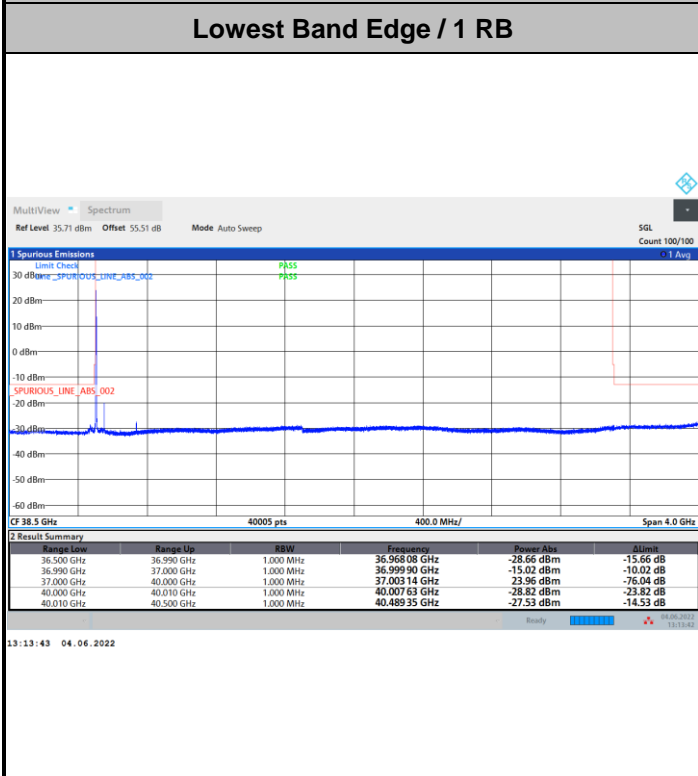 Lowest Band Edge / 1 RB
MultiView Spectrum
Ref Level 35.71 dBm Offset 55.51 dB Mode Auto Sweep SGL
Count 100/100
1 Spurious Emissions 1 Avg
Limit Check PASS
30 dBm Line _SPURIOUS_LINE_ABS_002 PASS
20 dBm
10 dBm
0 dBm
-10 dBm
_SPURIOUS_LINE_ABS_002
-20 dBm
-30 dBm
-40 dBm
-50 dBm
-60 dBm
CF 38.5 GHz 40005 pts 400.0 MHz/ Span 4.0 GHz
2 Result Summary
Range Low Range Up RBW Frequency Power Abs ΔLimit
36.500 GHz 36.990 GHz 1.000 MHz 36.968 08 GHz -28.66 dBm -15.66 dB
36.990 GHz 37.000 GHz 1.000 MHz 36.999 90 GHz -15.02 dBm -10.02 dB
37.000 GHz 40.000 GHz 1.000 MHz 37.003 14 GHz 23.96 dBm -76.04 dB
40.000 GHz 40.010 GHz 1.000 MHz 40.007 63 GHz -28.82 dBm -23.82 dB
40.010 GHz 40.500 GHz 1.000 MHz 40.489 35 GHz -27.53 dBm -14.53 dB
Ready 04.06.2022
13:13:42
13:13:43 04.06.2022